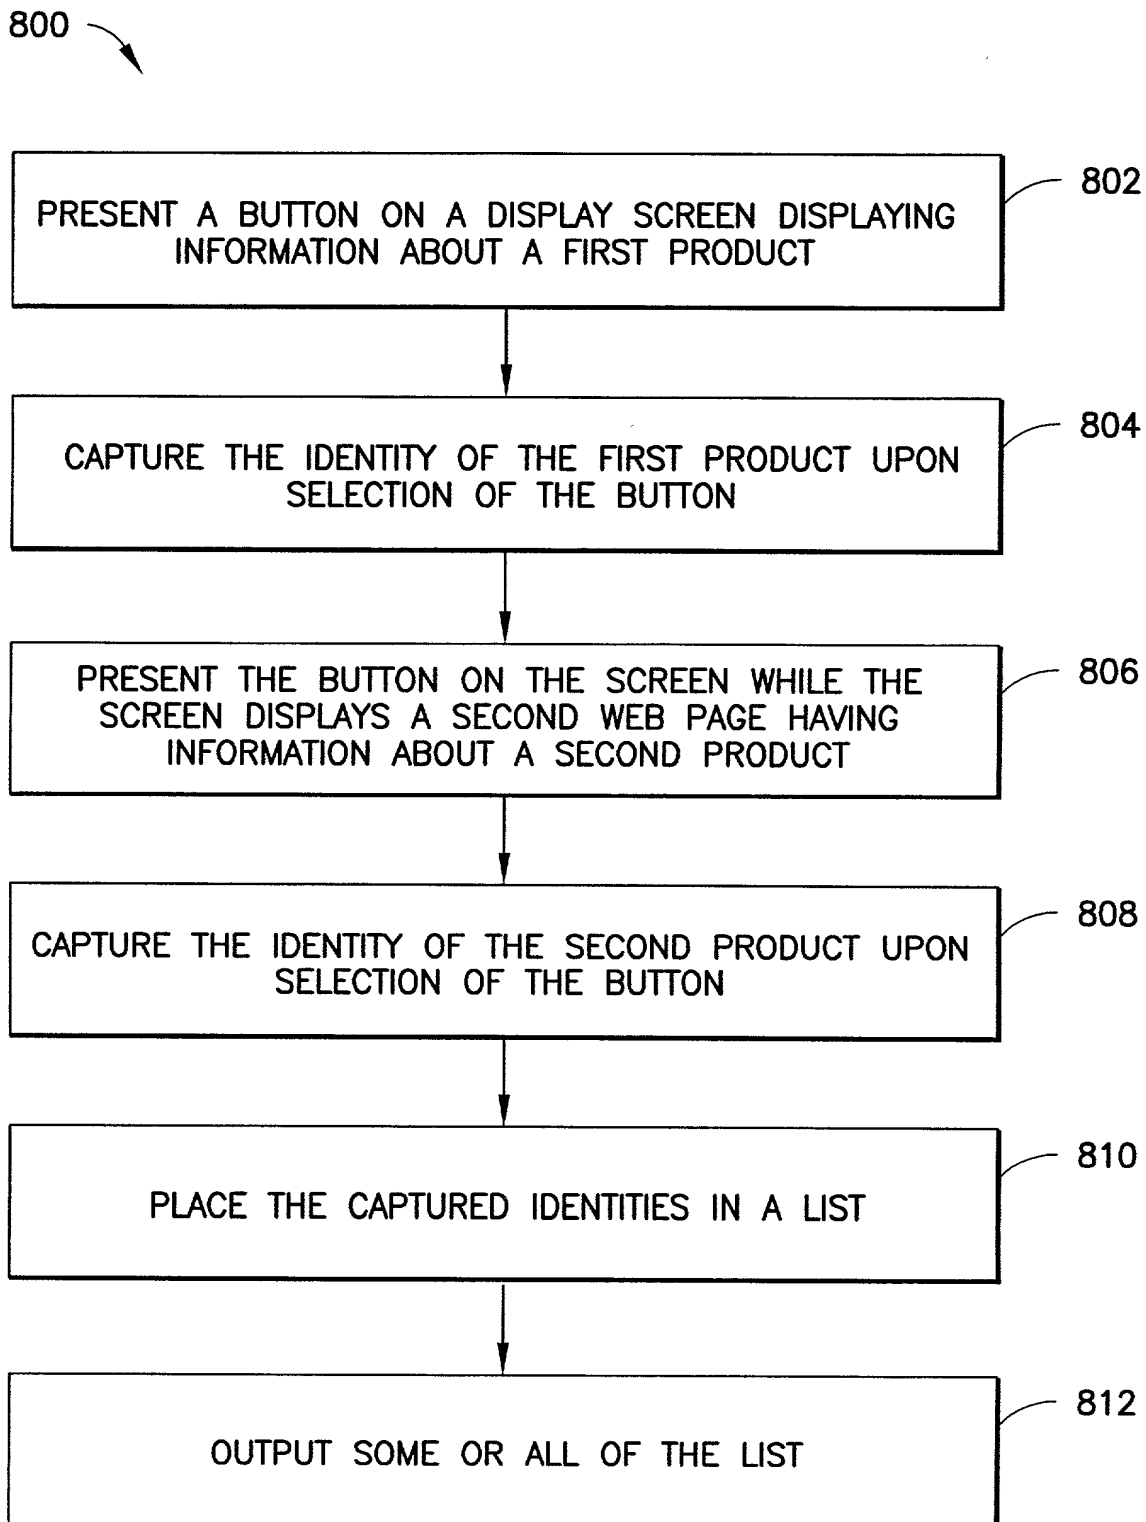 800
PRESENT A BUTTON ON A DISPLAY SCREEN DISPLAYING
INFORMATION ABOUT A FIRST PRODUCT
802
CAPTURE THE IDENTITY OF THE FIRST PRODUCT UPON
SELECTION OF THE BUTTON
804
PRESENT THE BUTTON ON THE SCREEN WHILE THE
SCREEN DISPLAYS A SECOND WEB PAGE HAVING
INFORMATION ABOUT A SECOND PRODUCT
806
CAPTURE THE IDENTITY OF THE SECOND PRODUCT UPON
SELECTION OF THE BUTTON
808
PLACE THE CAPTURED IDENTITIES IN A LIST
810
OUTPUT SOME OR ALL OF THE LIST
812